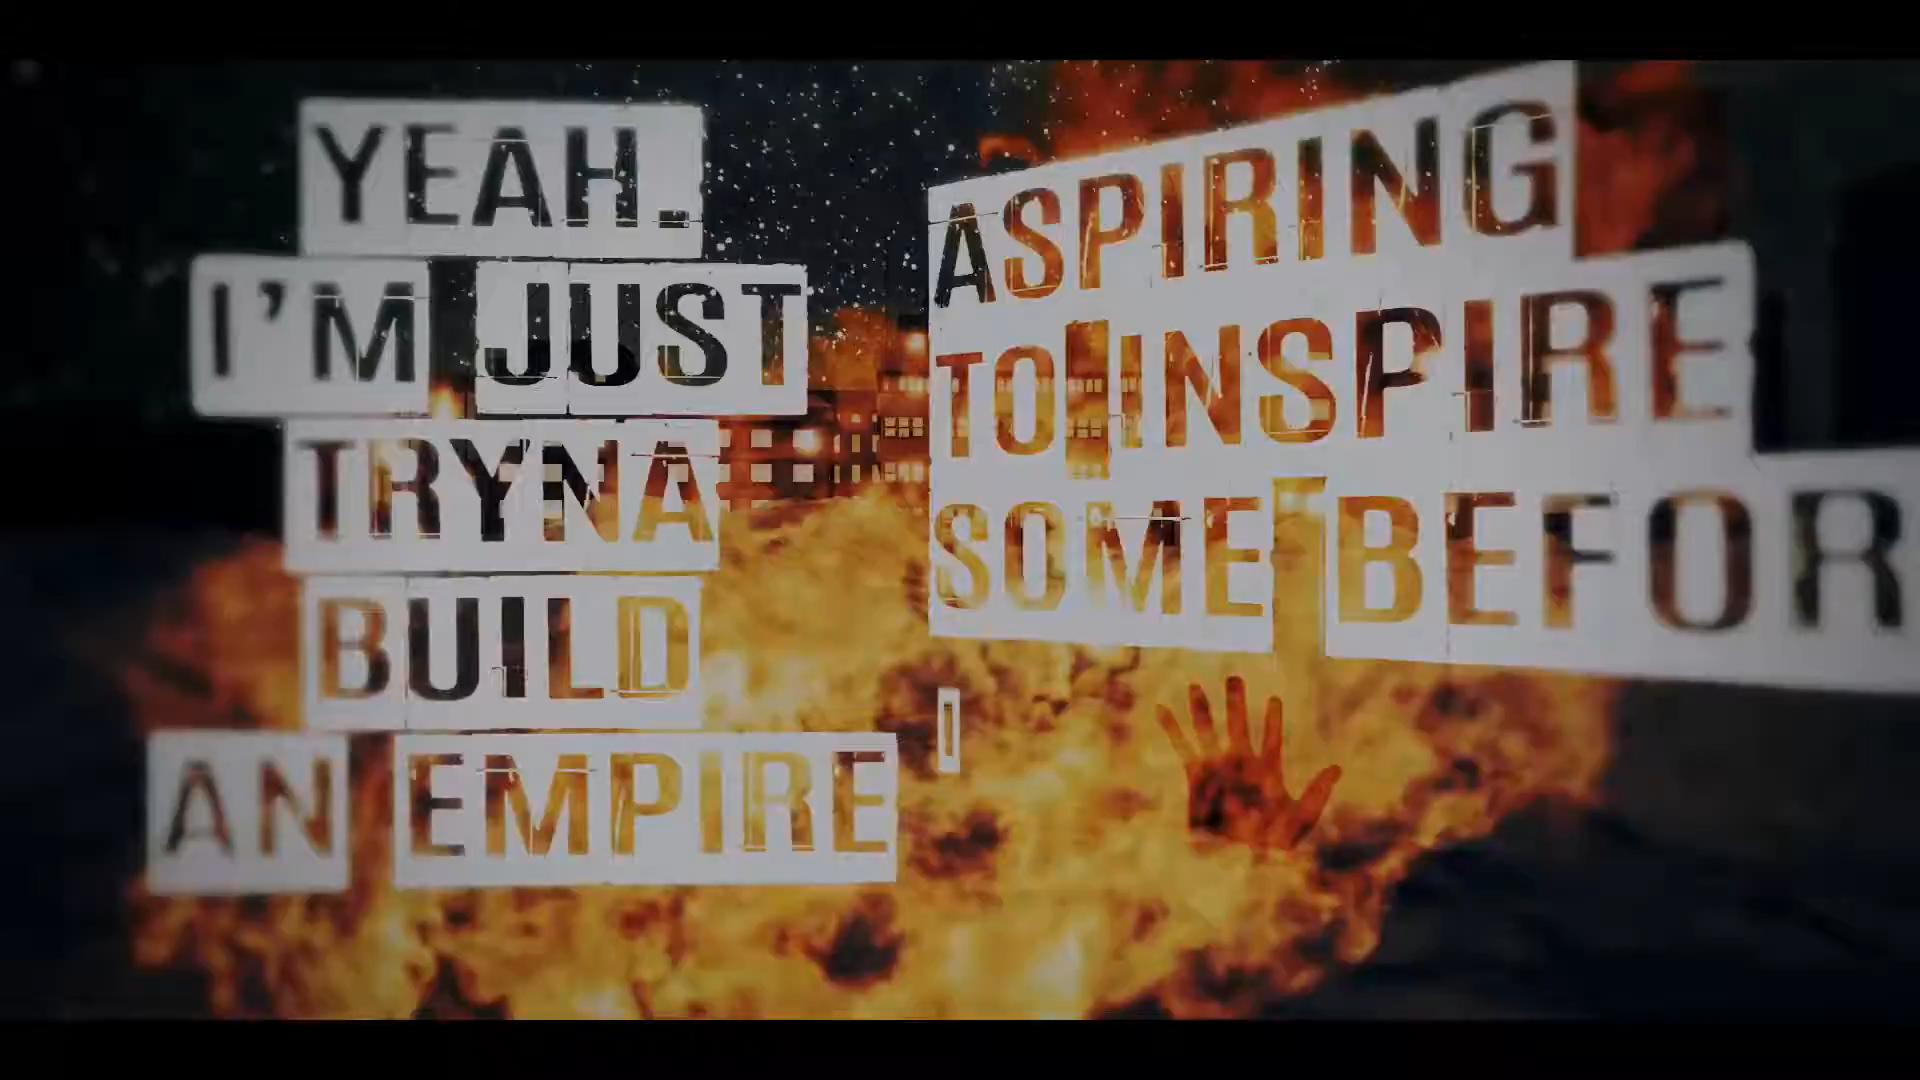 YEAH.
I'M JUST
TRYNA
BUILD
AN EMPIRE
ASPIRING
TO INSPIRE
SOME BEFOR
I